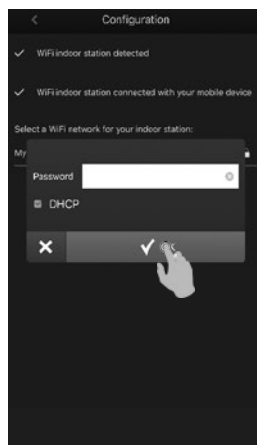 Configuration
WiFi indoor station detected
WiFi indoor station connected with your mobile device
Select a WiFi network for your indoor station:
My
Password
DHCP